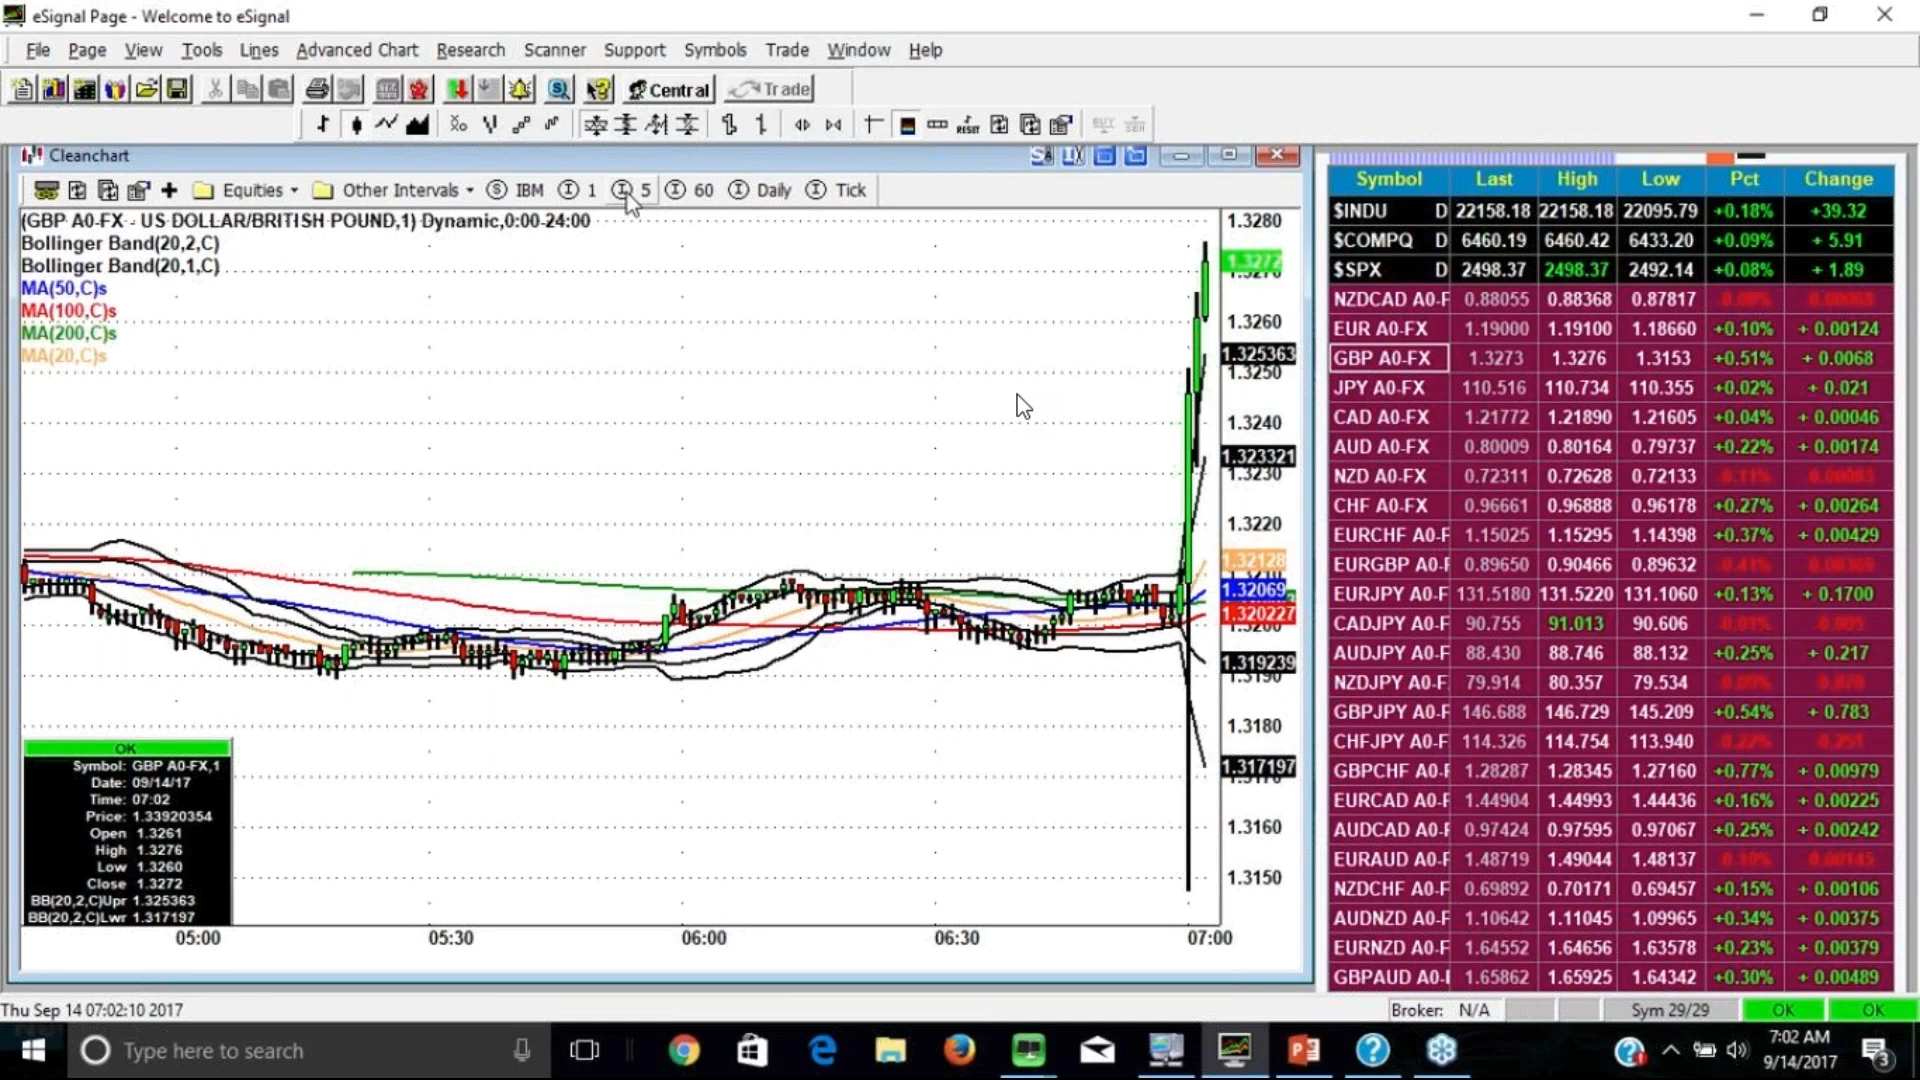 eSignal Page - Welcome to eSignal
File Page View Tools Lines Advanced Chart Research Scanner Support Symbols Trade Window Help
Central Trade
RESET BUY SELL
Cleanchart
Equities Other Intervals IBM 1 5 60 Daily Tick
(GBP A0-FX - US DOLLAR/BRITISH POUND,1) Dynamic,0:00-24:00
Bollinger Band(20,2,C)
Bollinger Band(20,1,C)
MA(50,C)s
MA(100,C)s
MA(200,C)s
MA(20,C)s
1.3280
1.3272
1.3270
1.3260
1.325363
1.3250
1.3240
1.323321
1.3230
1.3220
1.32128
1.32069
1.320227
1.3200
1.319239
1.3190
1.3180
1.317197
1.3160
1.3150
OK
Symbol: GBP A0-FX,1
Date: 09/14/17
Time: 07:02
Price: 1.33920354
Open 1.3261
High 1.3276
Low 1.3260
Close 1.3272
BB(20,2,C)Upr 1.325363
BB(20,2,C)Lwr 1.317197
05:00 05:30 06:00 06:30 07:00
Symbol Last High Low Pct Change
$INDU D 22158.18 22158.18 22095.79 +0.18% +39.32
$COMPQ D 6460.19 6460.42 6433.20 +0.09% + 5.91
$SPX D 2498.37 2498.37 2492.14 +0.08% + 1.89
NZDCAD A0-F 0.88055 0.88368 0.87817
EUR A0-FX 1.19000 1.19100 1.18660 +0.10% + 0.00124
GBP A0-FX 1.3273 1.3276 1.3153 +0.51% + 0.0068
JPY A0-FX 110.516 110.734 110.355 +0.02% + 0.021
CAD A0-FX 1.21772 1.21890 1.21605 +0.04% + 0.00046
AUD A0-FX 0.80009 0.80164 0.79737 +0.22% + 0.00174
NZD A0-FX 0.72311 0.72628 0.72133
CHF A0-FX 0.96661 0.96888 0.96178 +0.27% + 0.00264
EURCHF A0-F 1.15025 1.15295 1.14398 +0.37% + 0.00429
EURGBP A0-F 0.89650 0.90466 0.89632
EURJPY A0-F 131.5180 131.5220 131.1060 +0.13% + 0.1700
CADJPY A0-F 90.755 91.013 90.606
AUDJPY A0-F 88.430 88.746 88.132 +0.25% + 0.217
NZDJPY A0-F 79.914 80.357 79.534
GBPJPY A0-F 146.688 146.729 145.209 +0.54% + 0.783
CHFJPY A0-F 114.326 114.754 113.940
GBPCHF A0-F 1.28287 1.28345 1.27160 +0.77% + 0.00979
EURCAD A0-F 1.44904 1.44993 1.44436 +0.16% + 0.00225
AUDCAD A0-F 0.97424 0.97595 0.97067 +0.25% + 0.00242
EURAUD A0-F 1.48719 1.49044 1.48137
NZDCHF A0-F 0.69892 0.70171 0.69457 +0.15% + 0.00106
AUDNZD A0-F 1.10642 1.11045 1.09965 +0.34% + 0.00375
EURNZD A0-F 1.64552 1.64656 1.63578 +0.23% + 0.00379
GBPAUD A0-F 1.65862 1.65925 1.64342 +0.30% + 0.00489
Thu Sep 14 07:02:10 2017
Broker: N/A Sym 29/29 OK OK
Type here to search
7:02 AM
9/14/2017
3